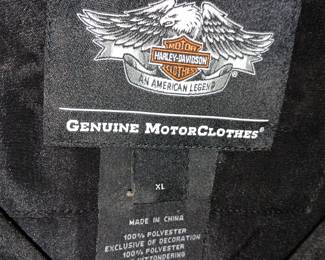 MOTOR
HARLEY-DAVIDSON
CLOTHES
AN AMERICAN LEGEND
GENUINE MOTORCLOTHES®
XL
MADE IN CHINA
100% POLYESTER
EXCLUSIVE OF DECORATION
100% POLYESTER